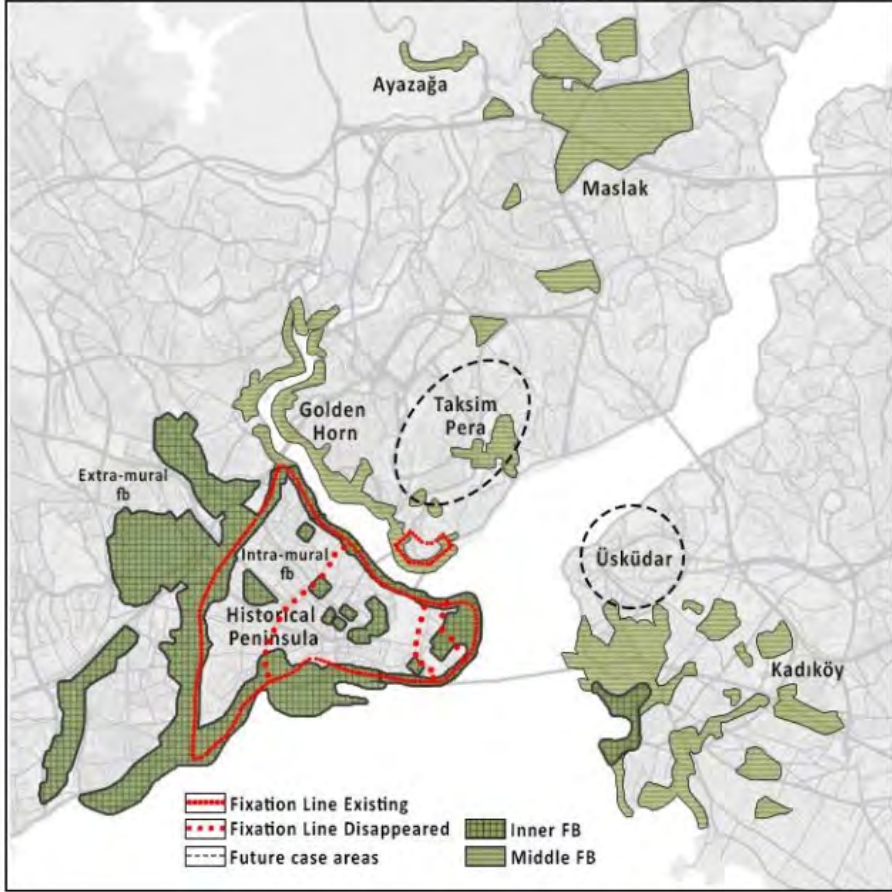 Ayazağa
Maslak
Golden
Horn
Taksim
Pera
Extra-mural
fb
Intra-mural
fb
Üsküdar
Historical
Peninsula
Kadıköy
Fixation Line Existing
Fixation Line Disappeared
Inner FB
Future case areas
Middle FB